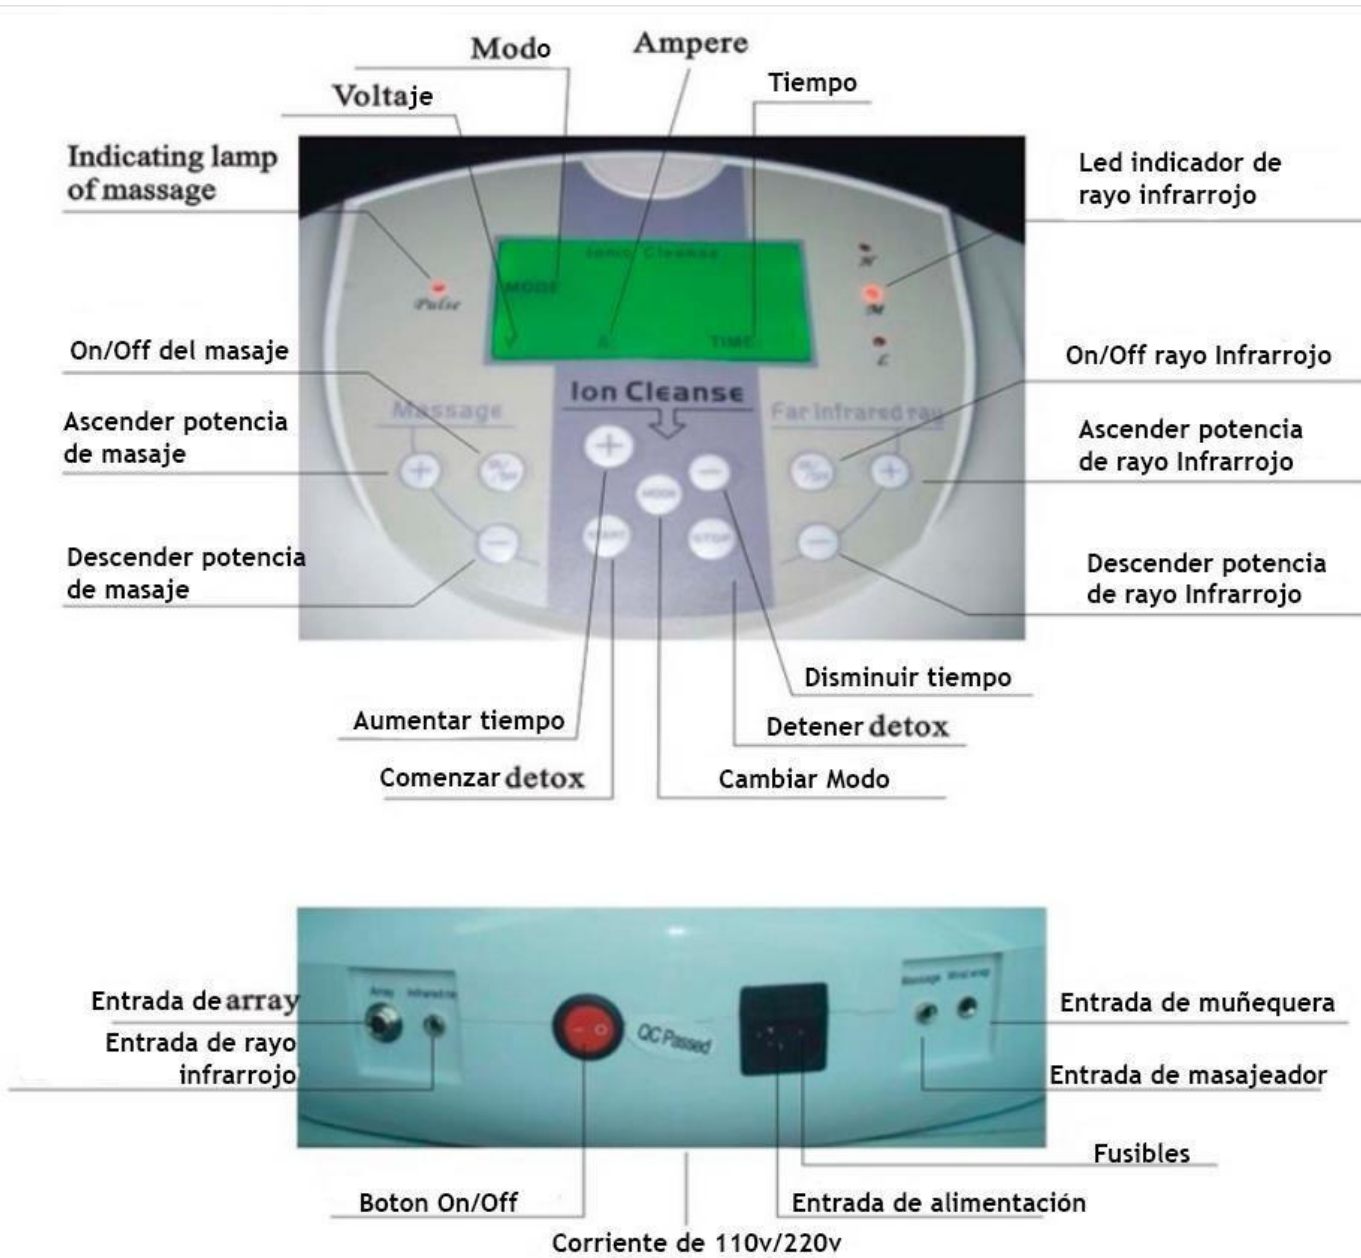 Modo
Ampere
Voltaje
Tiempo
Indicating lamp
of massage
Led indicador de
rayo infrarrojo
Ionic Cleanse
MODE
Pulse
M
V
A:
TIME:
L
On/Off del masaje
On/Off rayo Infrarrojo
Ion Cleanse
Massage
Far infrared ray
Ascender potencia
de masaje
Ascender potencia
de rayo Infrarrojo
+
−
MODE
START
STOP
Descender potencia
de masaje
Descender potencia
de rayo Infrarrojo
Disminuir tiempo
Aumentar tiempo
Detener detox
Comenzar detox
Cambiar Modo
Array
Massage
Entrada de array
QC Passed
Entrada de muñequera
Entrada de rayo
infrarrojo
Entrada de masajeador
Fusibles
Boton On/Off
Entrada de alimentación
Corriente de 110v/220v